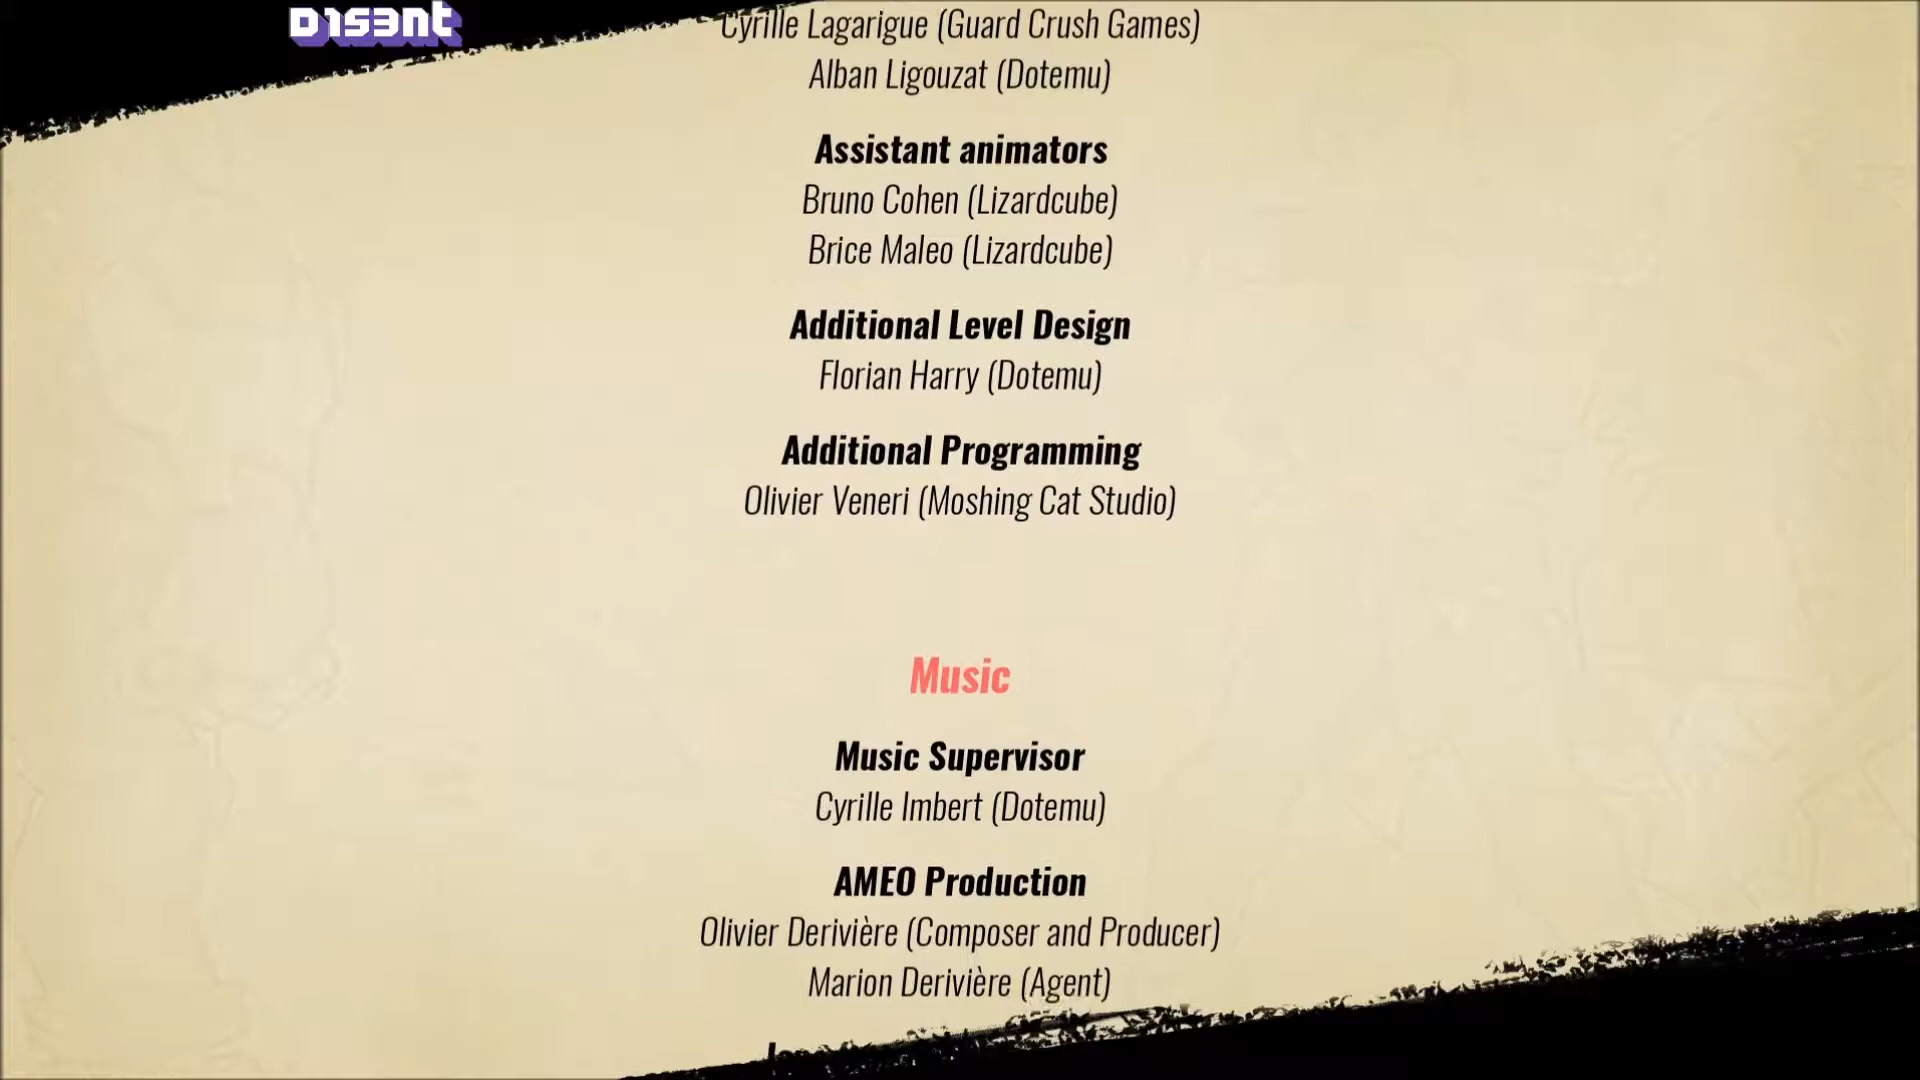 D1s3nt
Cyrille Lagarigue (Guard Crush Games)
Alban Ligouzat (Dotemu)
Assistant animators
Bruno Cohen (Lizardcube)
Brice Maleo (Lizardcube)
Additional Level Design
Florian Harry (Dotemu)
Additional Programming
Olivier Veneri (Moshing Cat Studio)
Music
Music Supervisor
Cyrille Imbert (Dotemu)
AMEO Production
Olivier Derivière (Composer and Producer)
Marion Derivière (Agent)